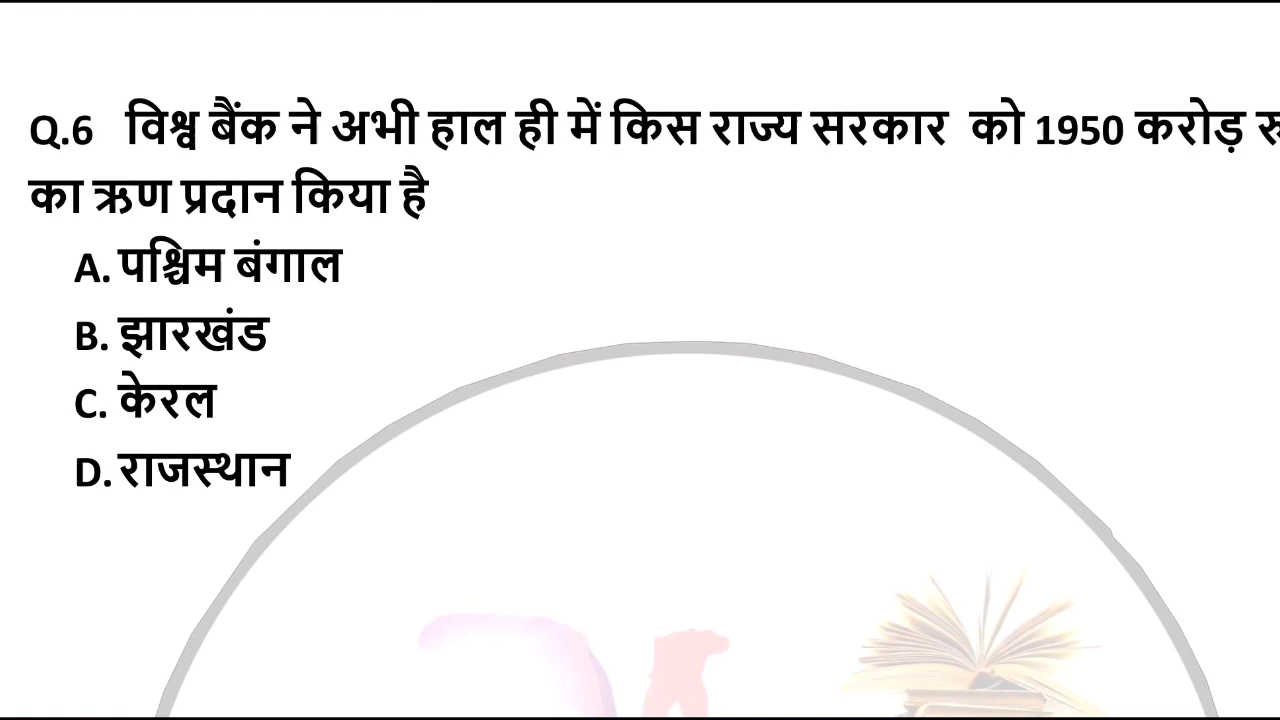 Q.6 विश्व बैंक ने अभी हाल ही में किस राज्य सरकार को 1950 करोड़
का ऋण प्रदान किया है
A. पश्चिम बंगाल
B. झारखंड
C. केरल
D. राजस्थान